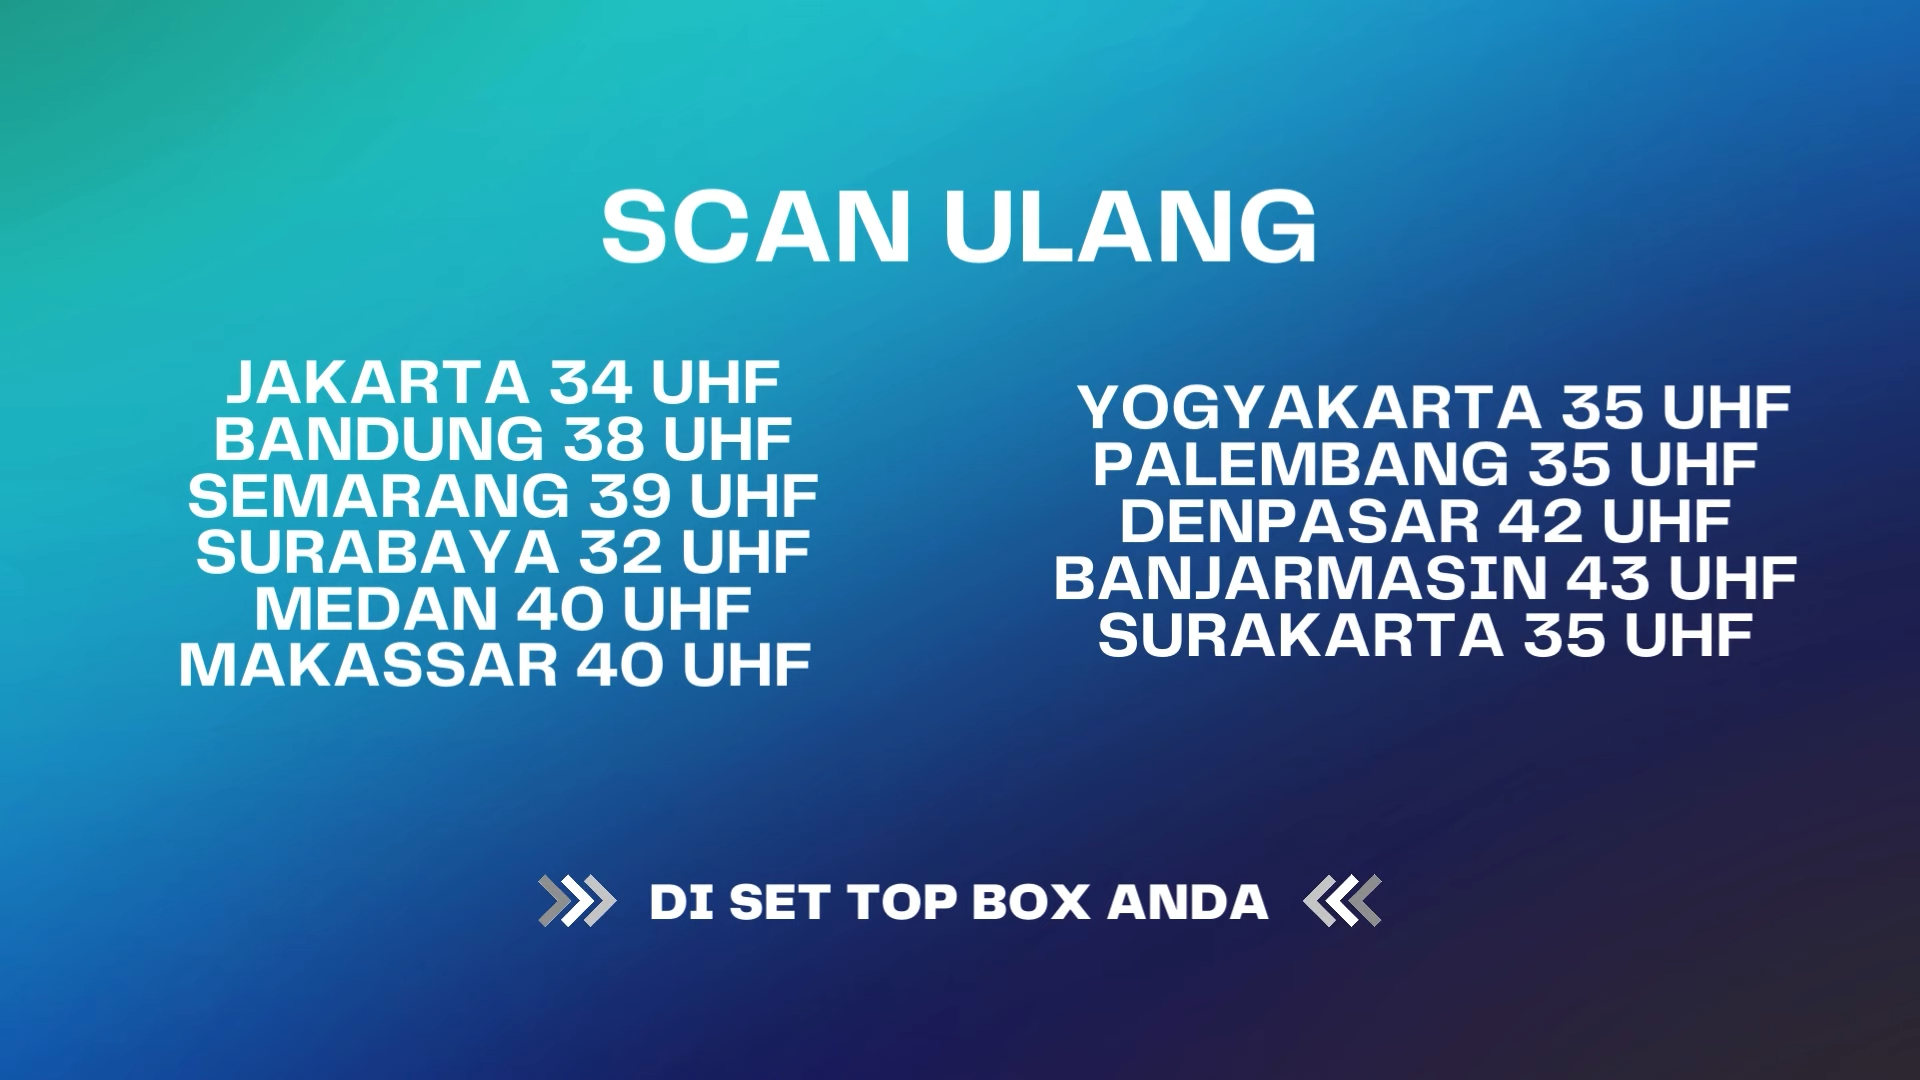 SCAN ULANG
JAKARTA 34 UHF
BANDUNG 38 UHF
SEMARANG 39 UHF
SURABAYA 32 UHF
MEDAN 40 UHF
MAKASSAR 40 UHF
YOGYAKARTA 35 UHF
PALEMBANG 35 UHF
DENPASAR 42 UHF
BANJARMASIN 43 UHF
SURAKARTA 35 UHF
DI SET TOP BOX ANDA